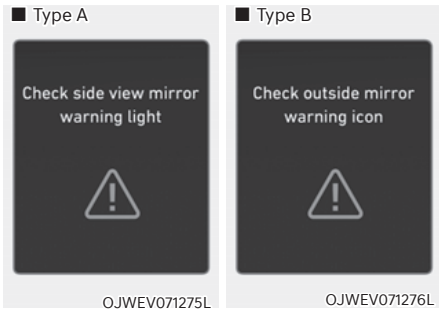 ■ Type A
Check side view mirror
warning light
OJWEV071275L
■ Type B
Check outside mirror
warning icon
OJWEV071276L